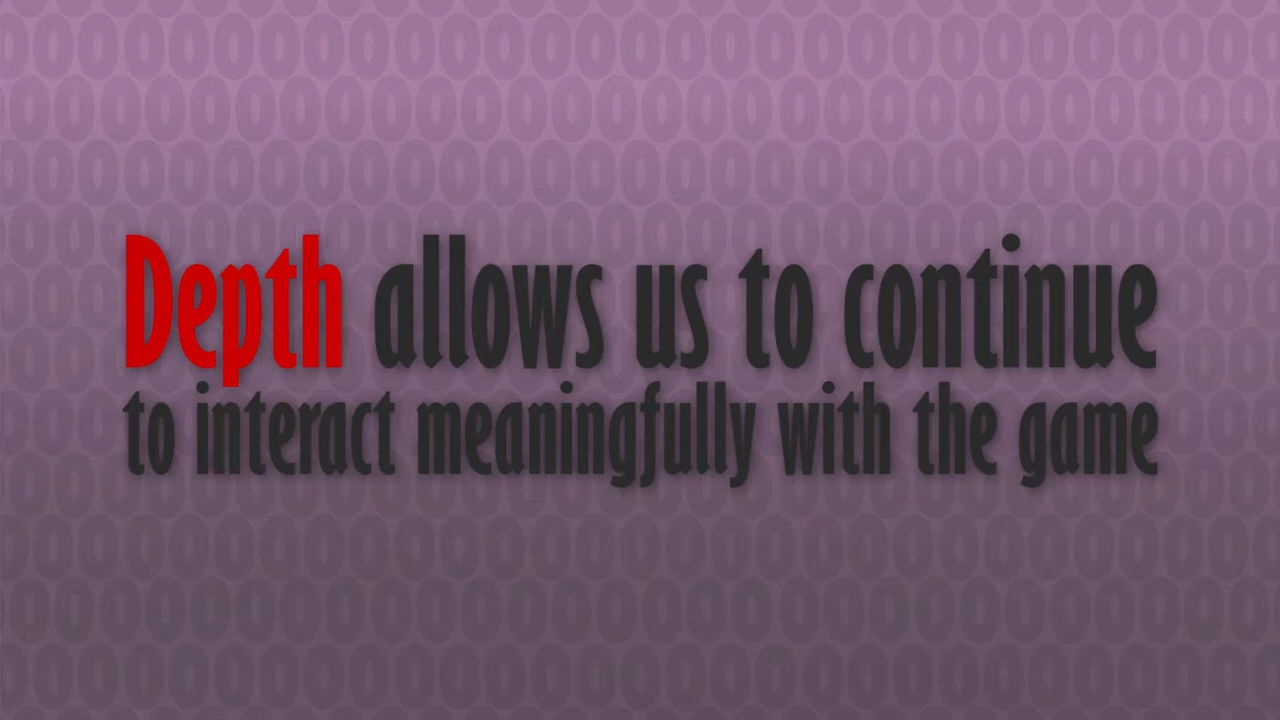 Depth allows us to continue
to interact meaningfully with the game